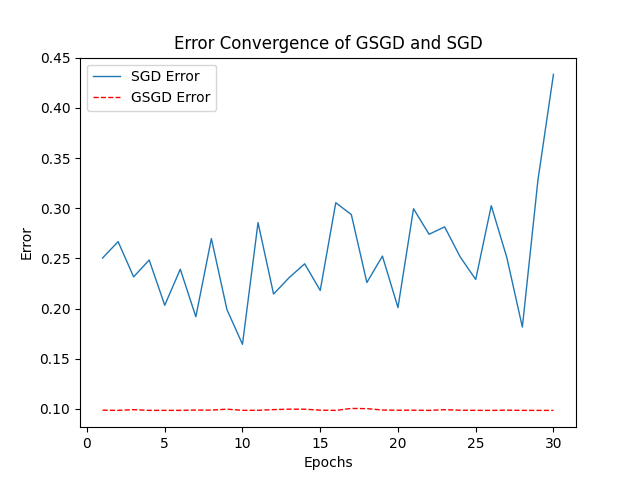 Error Convergence of GSGD and SGD
SGD Error
GSGD Error
0.45
0.40
0.35
0.30
0.25
0.20
0.15
0.10
Error
0 5 10 15 20 25 30
Epochs